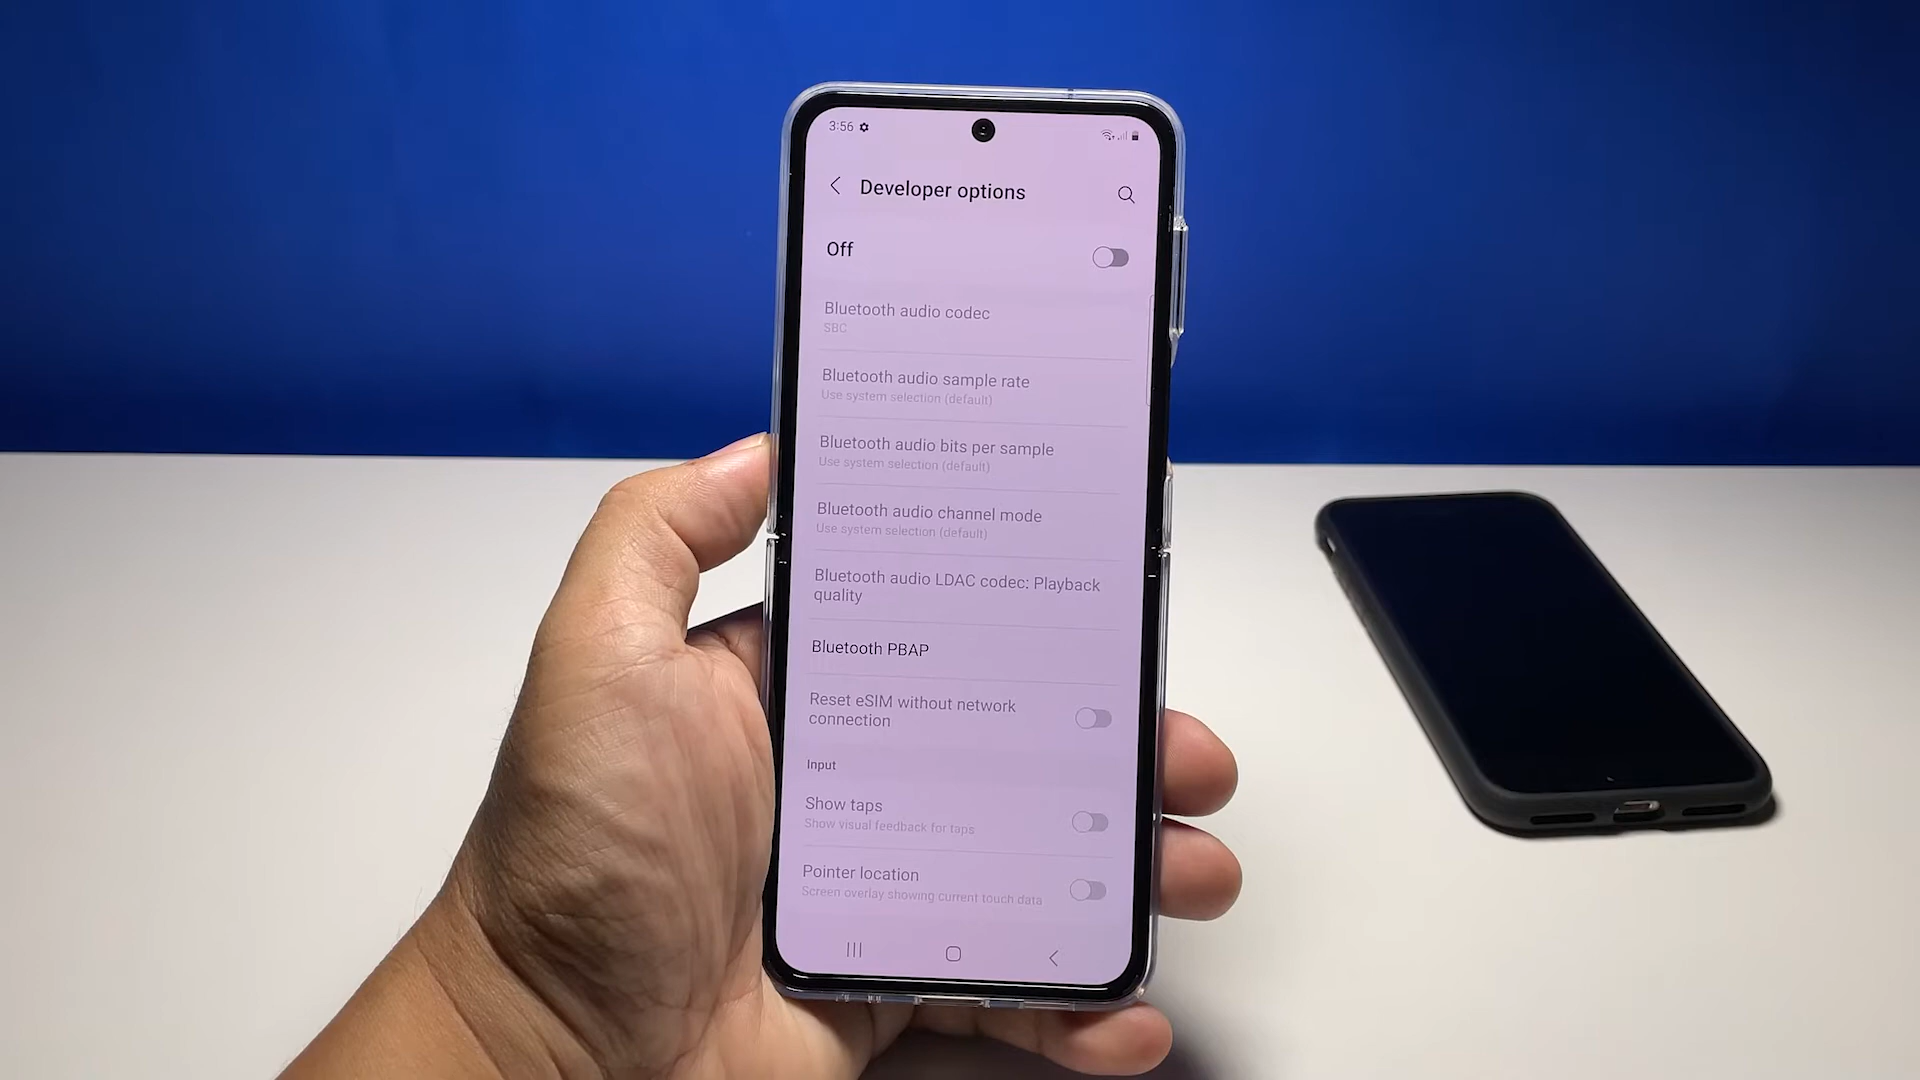 3:56
Developer options
Off
Bluetooth audio codec
SBC
Bluetooth audio sample rate
Use system selection (default)
Bluetooth audio bits per sample
Use system selection (default)
Bluetooth audio channel mode
Use system selection (default)
Bluetooth audio LDAC codec: Playback
quality
Bluetooth PBAP
Reset eSIM without network
connection
Input
Show taps
Show visual feedback for taps
Pointer location
Screen overlay showing current touch data